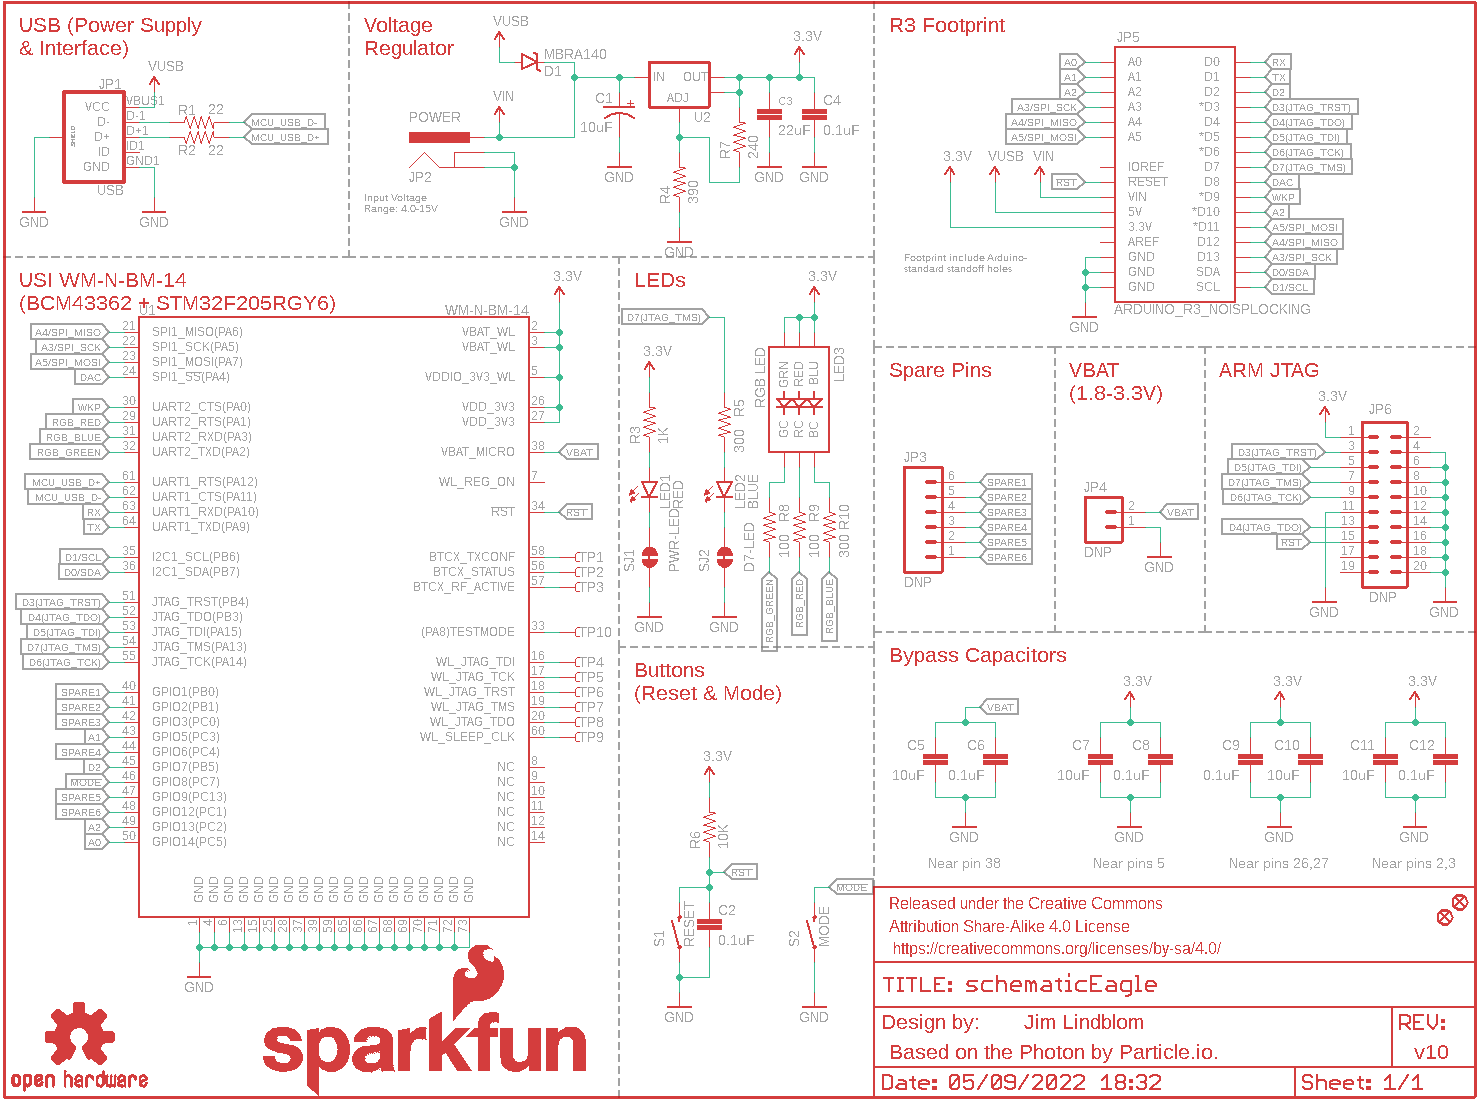 USB (Power Supply
& Interface)
VUSB
JP1
VBUS1
VCC
D-1
D-
D+1
D+
ID1
ID
GND1
GND
SHIELD
USB
R1 22
R2 22
MCU_USB_D-
MCU_USB_D+
GND
GND
Voltage
Regulator
VUSB
MBRA140
D1
VIN
POWER
JP2
Input Voltage
Range: 4.0-15V
GND
C1
10uF
GND
IN OUT
ADJ
U2
R4
390
GND
R7
240
3.3V
C3
22uF
GND
C4
0.1uF
GND
R3 Footprint
JP5
A0 A0 D0 RX
A1 A1 D1 TX
A2 A2 D2 D2
A3/SPI_SCK A3 *D3 D3(JTAG_TRST)
A4/SPI_MISO A4 D4 D4(JTAG_TDO)
A5/SPI_MOSI A5 *D5 D5(JTAG_TDI)
*D6 D6(JTAG_TCK)
3.3V VUSB VIN
IOREF D7 D7(JTAG_TMS)
RST RESET D8 DAC
VIN *D9 WKP
5V *D10 A2
3.3V *D11 A5/SPI_MOSI
AREF D12 A4/SPI_MISO
GND D13 A3/SPI_SCK
GND SDA D0/SDA
GND SCL D1/SCL
Footprint include Arduino-
standard standoff holes
GND
ARDUINO_R3_NOISPLOCKING
USI WM-N-BM-14
(BCM43362 + STM32F205RGY6)
U1
WM-N-BM-14
3.3V
A4/SPI_MISO 21 SPI1_MISO(PA6)
A3/SPI_SCK 22 SPI1_SCK(PA5)
A5/SPI_MOSI 23 SPI1_MOSI(PA7)
DAC 24 SPI1_SS(PA4)
WKP 30 UART2_CTS(PA0)
RGB_RED 29 UART2_RTS(PA1)
RGB_BLUE 31 UART2_RXD(PA3)
RGB_GREEN 32 UART2_TXD(PA2)
MCU_USB_D+ 61 UART1_RTS(PA12)
MCU_USB_D- 62 UART1_CTS(PA11)
RX 63 UART1_RXD(PA10)
TX 64 UART1_TXD(PA9)
D1/SCL 35 I2C1_SCL(PB6)
D0/SDA 36 I2C1_SDA(PB7)
D3(JTAG_TRST) 51 JTAG_TRST(PB4)
D4(JTAG_TDO) 52 JTAG_TDO(PB3)
D5(JTAG_TDI) 53 JTAG_TDI(PA15)
D7(JTAG_TMS) 54 JTAG_TMS(PA13)
D6(JTAG_TCK) 55 JTAG_TCK(PA14)
SPARE1 40 GPIO1(PB0)
SPARE2 41 GPIO2(PB1)
SPARE3 42 GPIO3(PC0)
A1 43 GPIO5(PC3)
SPARE4 44 GPIO6(PC4)
D2 45 GPIO7(PB5)
MODE 46 GPIO8(PC7)
SPARE5 47 GPIO9(PC13)
SPARE6 48 GPIO12(PC1)
A2 49 GPIO13(PC2)
A0 50 GPIO14(PC5)
VBAT_WL 2
VBAT_WL 3
VDDIO_3V3_WL 5
VDD_3V3 26
VDD_3V3 27
VBAT_MICRO 38 VBAT
WL_REG_ON 7
RST 34 RST
BTCX_TXCONF 58 TP1
BTCX_STATUS 56 TP2
BTCX_RF_ACTIVE 57 TP3
(PA8)TESTMODE 33 TP10
WL_JTAG_TDI 16 TP4
WL_JTAG_TCK 17 TP5
WL_JTAG_TRST 18 TP6
WL_JTAG_TMS 19 TP7
WL_JTAG_TDO 20 TP8
WL_SLEEP_CLK 60 TP9
NC 8
NC 9
NC 10
NC 11
NC 12
NC 14
GND GND GND GND GND GND GND GND GND GND GND GND GND GND GND GND GND GND GND
1 4 6 13 15 25 28 37 39 59 65 66 67 68 69 70 71 72 73
GND
LEDs
D7(JTAG_TMS)
3.3V
R3
1K
LED1
RED
SJ1
PWR-LED
GND
R5
300
LED2
BLUE
SJ2
D7-LED
GND
3.3V
RGB LED
LED3
GRN RED BLU
GC RC BC
R8
100
R9
100
R10
300
RGB_GREEN
RGB_RED
RGB_BLUE
Buttons
(Reset & Mode)
3.3V
R6
10K
RST
S1
RESET
C2
0.1uF
GND
MODE
S2
MODE
GND
Spare Pins
JP3
6 SPARE1
5 SPARE2
4 SPARE3
3 SPARE4
2 SPARE5
1 SPARE6
DNP
VBAT
(1.8-3.3V)
JP4
2 VBAT
1
DNP
GND
ARM JTAG
3.3V
JP6
1 2
D3(JTAG_TRST) 3 4
D5(JTAG_TDI) 5 6
D7(JTAG_TMS) 7 8
D6(JTAG_TCK) 9 10
11 12
D4(JTAG_TDO) 13 14
RST 15 16
17 18
19 20
DNP
GND
GND
Bypass Capacitors
VBAT
C5 C6
10uF 0.1uF
GND
Near pin 38
3.3V
C7 C8
10uF 0.1uF
GND
Near pins 5
3.3V
C9 C10
0.1uF 10uF
GND
Near pins 26,27
3.3V
C11 C12
10uF 0.1uF
GND
Near pins 2,3
Released under the Creative Commons
Attribution Share-Alike 4.0 License
https://creativecommons.org/licenses/by-sa/4.0/
TITLE: schematicEagle
Design by: Jim Lindblom
Based on the Photon by Particle.io.
REV:
v10
Date: 05/09/2022 18:32
Sheet: 1/1
open hardware
sparkfun